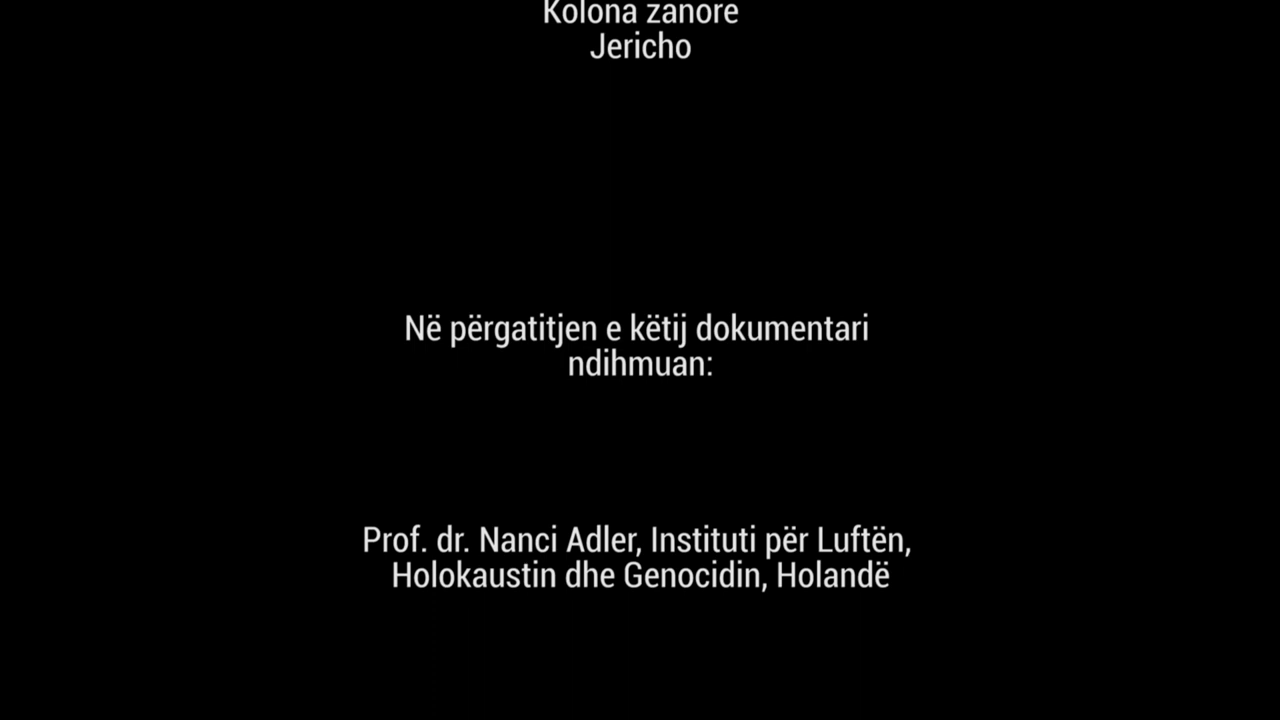 Kolona zanore
Jericho
Në përgatitjen e këtij dokumentari
ndihmuan:
Prof. dr. Nanci Adler, Instituti për Luftën,
Holokaustin dhe Genocidin, Holandë